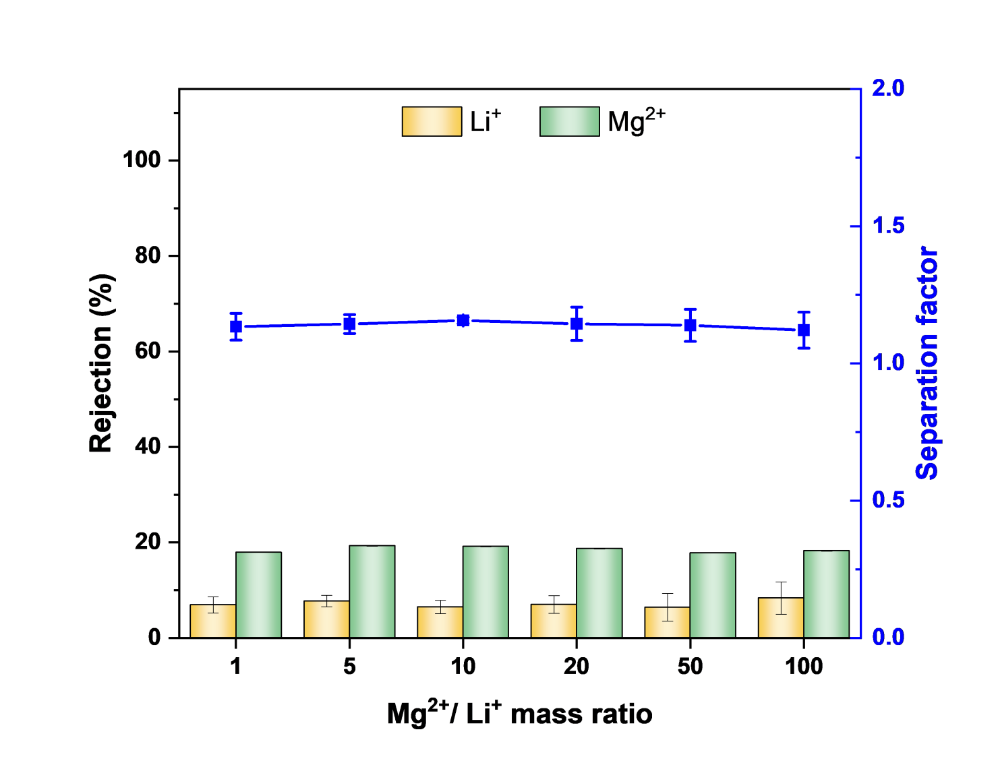 Li⁺ Mg²⁺
Rejection (%)
100
80
60
40
20
0
2.0
1.5
1.0
0.5
0.0
Separation factor
1 5 10 20 50 100
Mg²⁺/ Li⁺ mass ratio